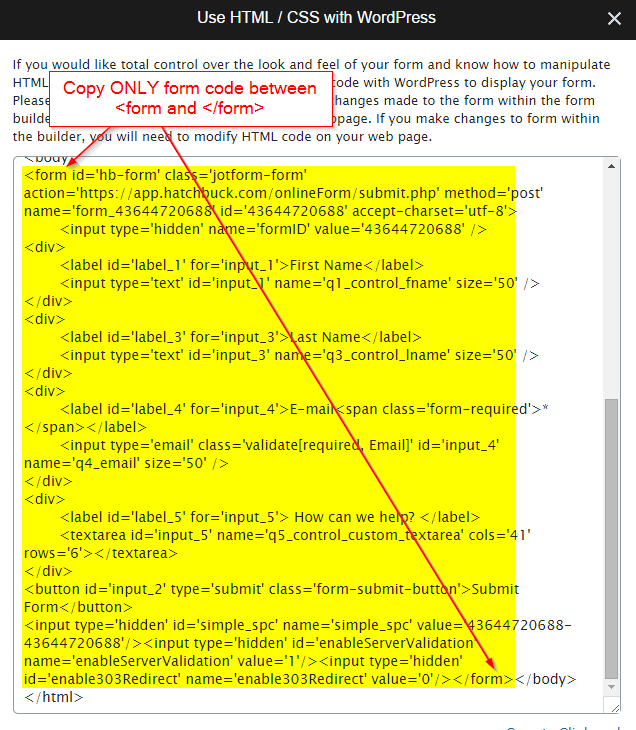 Use HTML / CSS with WordPress
If you would like total control over the look and feel of your form and know how to manipulate
HTML
code with WordPress to display your form.
Copy ONLY form code between
<form and </form>
Pleas
changes made to the form within the form
builde
page. If you make changes to form within
the builder, you will need to modify HTML code on your web page.
<body
<form id='hb-form' class='jotform-form'
action='https://app.hatchbuck.com/onlineForm/submit.php' method='post'
name='form_43644720688' id='43644720688' accept-charset='utf-8'>
<input type='hidden' name='formID' value='43644720688' />
<div>
<label id='label_1' for='input_1'>First Name</label>
<input type='text' id='input_1' name='q1_control_fname' size='50' />
</div>
<div>
<label id='label_3' for='input_3'>Last Name</label>
<input type='text' id='input_3' name='q3_control_lname' size='50' />
</div>
<div>
<label id='label_4' for='input_4'>E-mail<span class='form-required'>*
</span></label>
<input type='email' class='validate[required, Email]' id='input_4'
name='q4_email' size='50' />
</div>
<div>
<label id='label_5' for='input_5'> How can we help? </label>
<textarea id='input_5' name='q5_control_custom_textarea' cols='41'
rows='6'></textarea>
</div>
<button id='input_2' type='submit' class='form-submit-button'>Submit
Form</button>
<input type='hidden' id='simple_spc' name='simple_spc' value='43644720688-
43644720688'/><input type='hidden' id='enableServerValidation'
name='enableServerValidation' value='1'/><input type='hidden'
id='enable303Redirect' name='enable303Redirect' value='0'/></form></body>
</html>